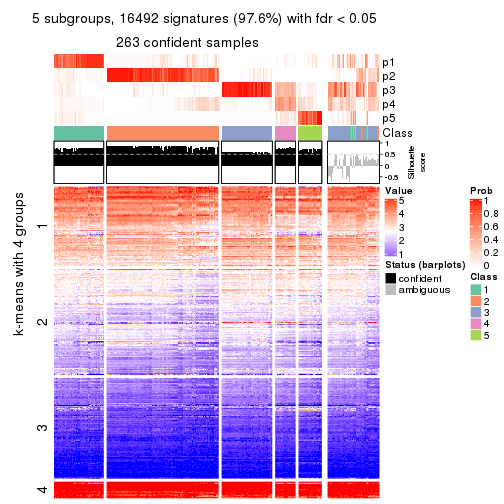 5 subgroups, 16492 signatures (97.6%) with fdr < 0.05
263 confident samples
p1
p2
p3
p4
p5
Class
1
0.5
0
-0.5
Silhouette
score
k-means with 4 groups
1
2
3
4
Value
5
4
3
2
1
Status (barplots)
confident
ambiguous
Prob
1
0.8
0.6
0.4
0.2
0
Class
1
2
3
4
5